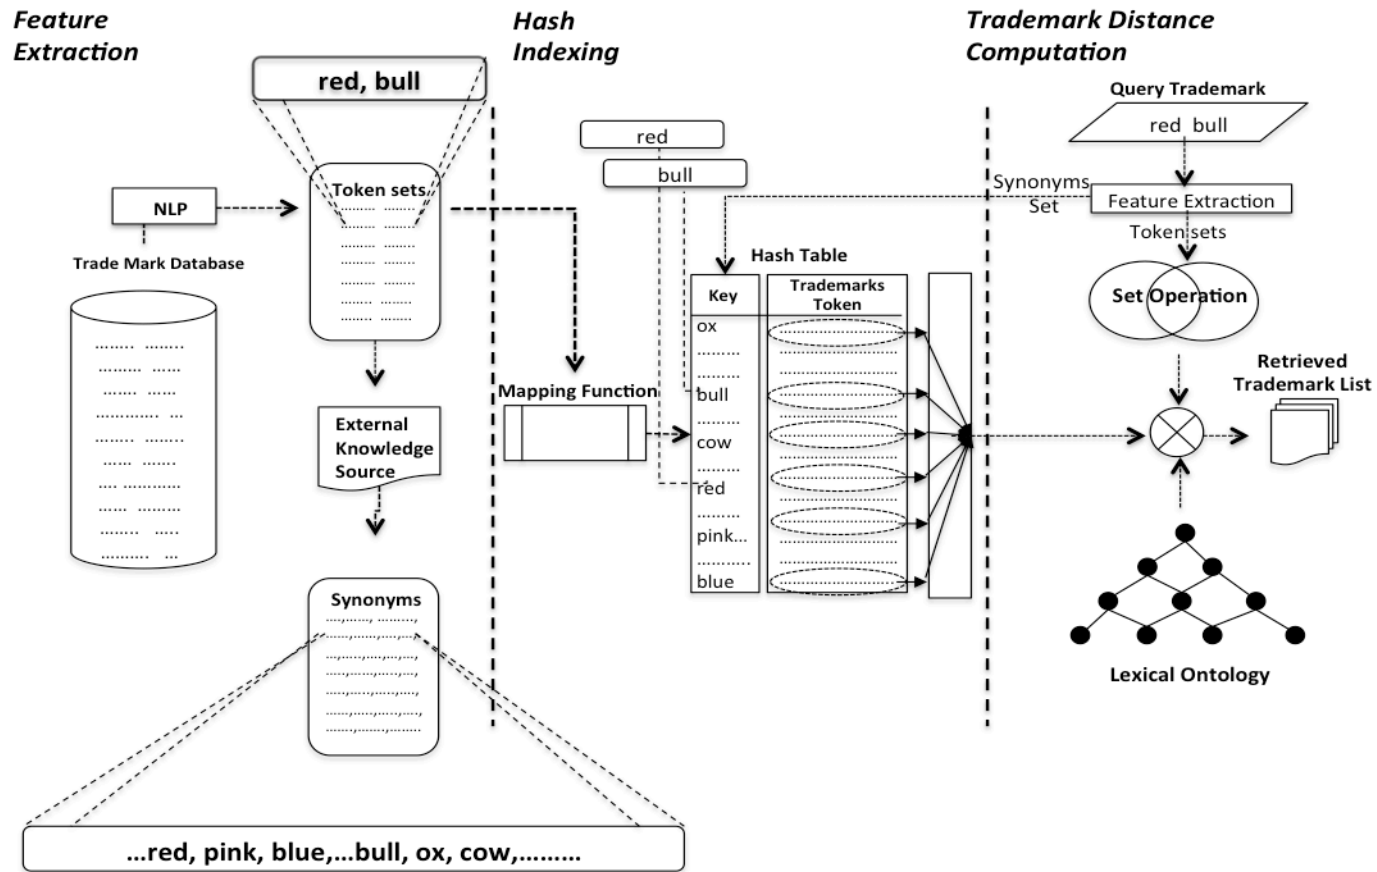 Feature
Extraction
red, bull
Token sets
NLP
Trade Mark Database
External
Knowledge
Source
Synonyms
...red, pink, blue,...bull, ox, cow,.........
Hash
Indexing
red
bull
Hash Table
Key
Trademarks
Token
ox
bull
cow
red
pink...
blue
Mapping Function
Trademark Distance
Computation
Query Trademark
red bull
Synonyms
Set
Feature Extraction
Token sets
Set Operation
Retrieved
Trademark List
Lexical Ontology